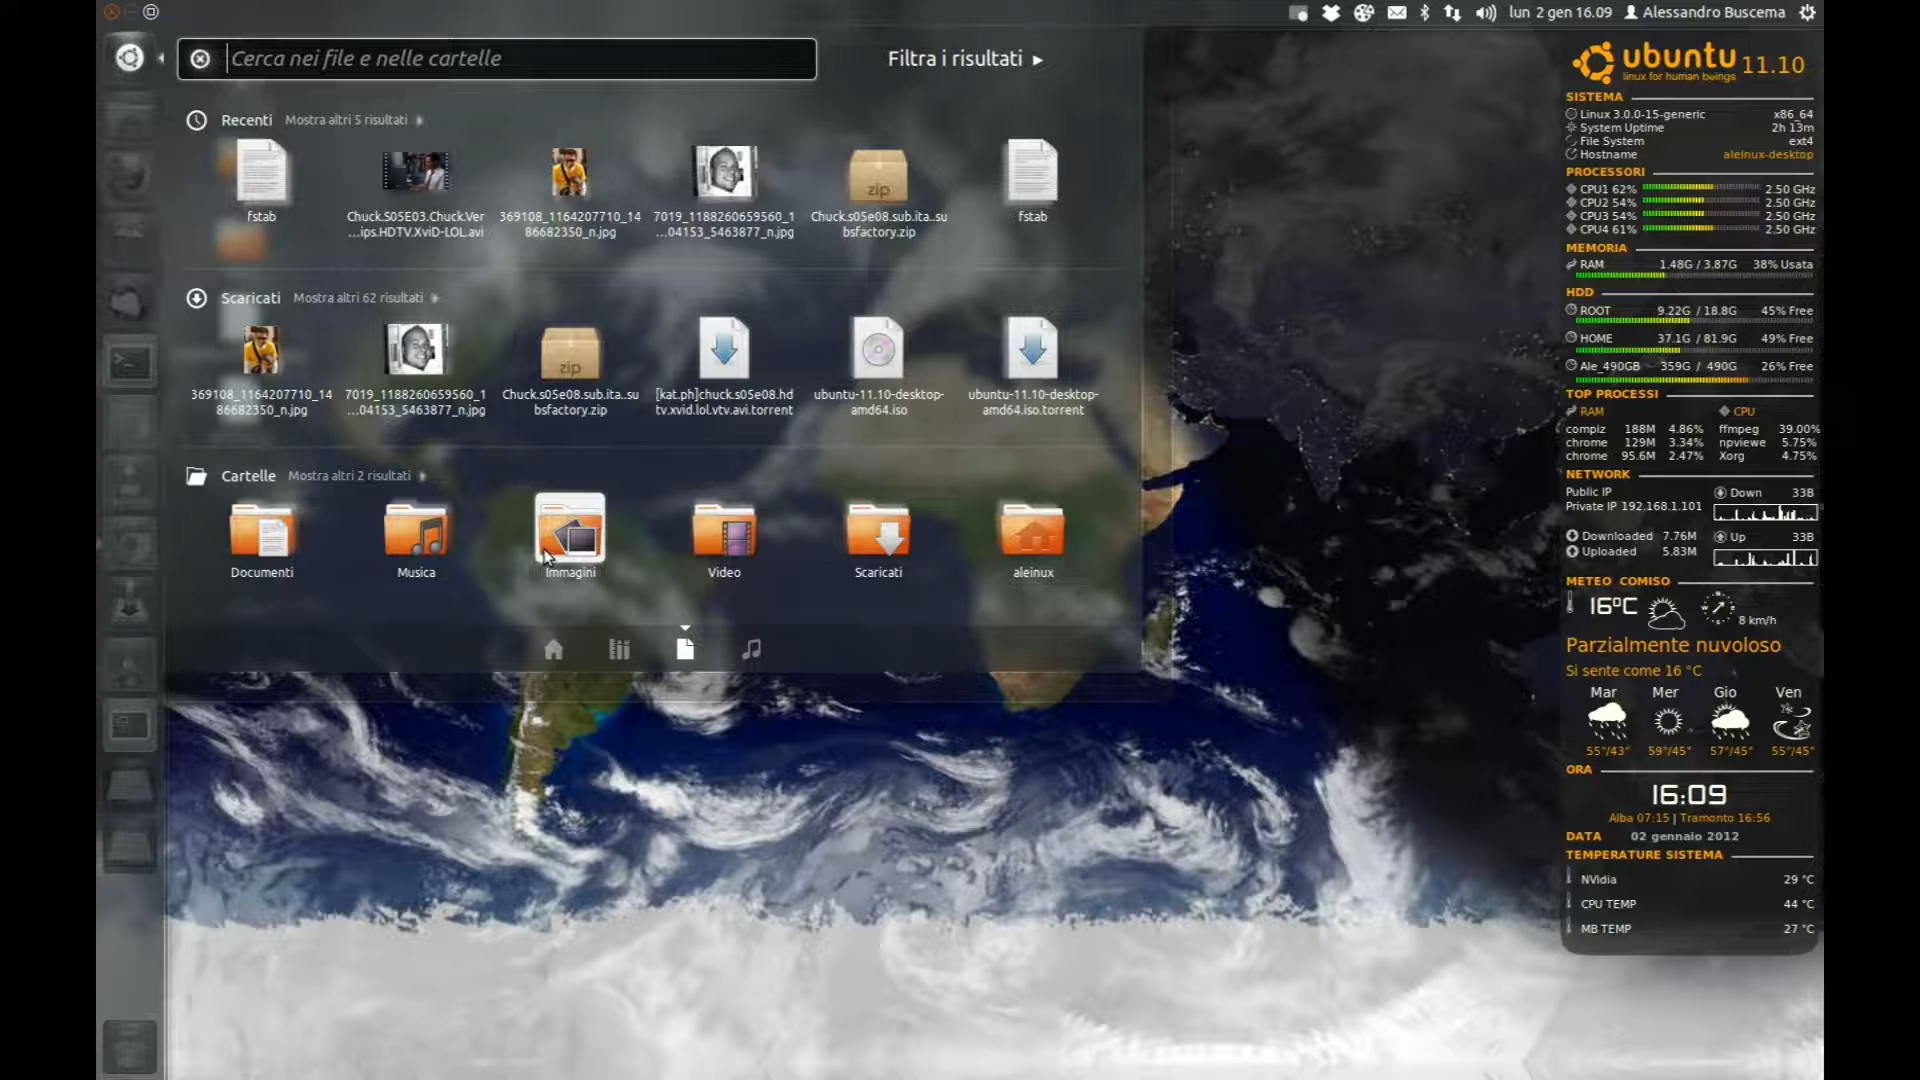 lun 2 gen 16.09 Alessandro Buscema
Cerca nei file e nelle cartelle
Filtra i risultati
Recenti Mostra altri 5 risultati
fstab
Chuck.S05E03.Chuck.Ver
...ips.HDTV.XviD-LOL.avi
369108_1164207710_14
86682350_n.jpg
7019_1188260659560_1
...04153_5463877_n.jpg
zip
Chuck.s05e08.sub.ita..su
bsfactory.zip
fstab
Scaricati Mostra altri 62 risultati
369108_1164207710_14
86682350_n.jpg
7019_1188260659560_1
...04153_5463877_n.jpg
zip
Chuck.s05e08.sub.ita..su
bsfactory.zip
[kat.ph]chuck.s05e08.hd
tv.xvid.lol.vtv.avi.torrent
ubuntu-11.10-desktop-
amd64.iso
ubuntu-11.10-desktop-
amd64.iso.torrent
Cartelle Mostra altri 2 risultati
Documenti
Musica
Immagini
Video
Scaricati
aleinux
ubuntu 11.10
linux for human beings
SISTEMA
Linux 3.0.0-15-generic x86_64
System Uptime 2h 13m
File System ext4
Hostname aleinux-desktop
PROCESSORI
CPU1 62% 2.50 GHz
CPU2 54% 2.50 GHz
CPU3 54% 2.50 GHz
CPU4 61% 2.50 GHz
MEMORIA
RAM 1.48G / 3.87G 38% Usata
HDD
ROOT 9.22G / 18.8G 45% Free
HOME 37.1G / 81.9G 49% Free
Ale_490GB 359G / 490G 26% Free
TOP PROCESSI
RAM CPU
compiz 188M 4.86% ffmpeg 39.00%
chrome 129M 3.34% npviewe 5.75%
chrome 95.6M 2.47% Xorg 4.75%
NETWORK
Public IP Down 33B
Private IP 192.168.1.101
Downloaded 7.76M Up 33B
Uploaded 5.83M
METEO COMISO
16°C
8 km/h
Parzialmente nuvoloso
Si sente come 16 °C
Mar Mer Gio Ven
55°/43° 59°/45° 57°/45° 55°/45°
ORA
16:09
Alba 07:15 | Tramonto 16:56
DATA 02 gennaio 2012
TEMPERATURE SISTEMA
NVidia 29 °C
CPU TEMP 44 °C
MB TEMP 27 °C